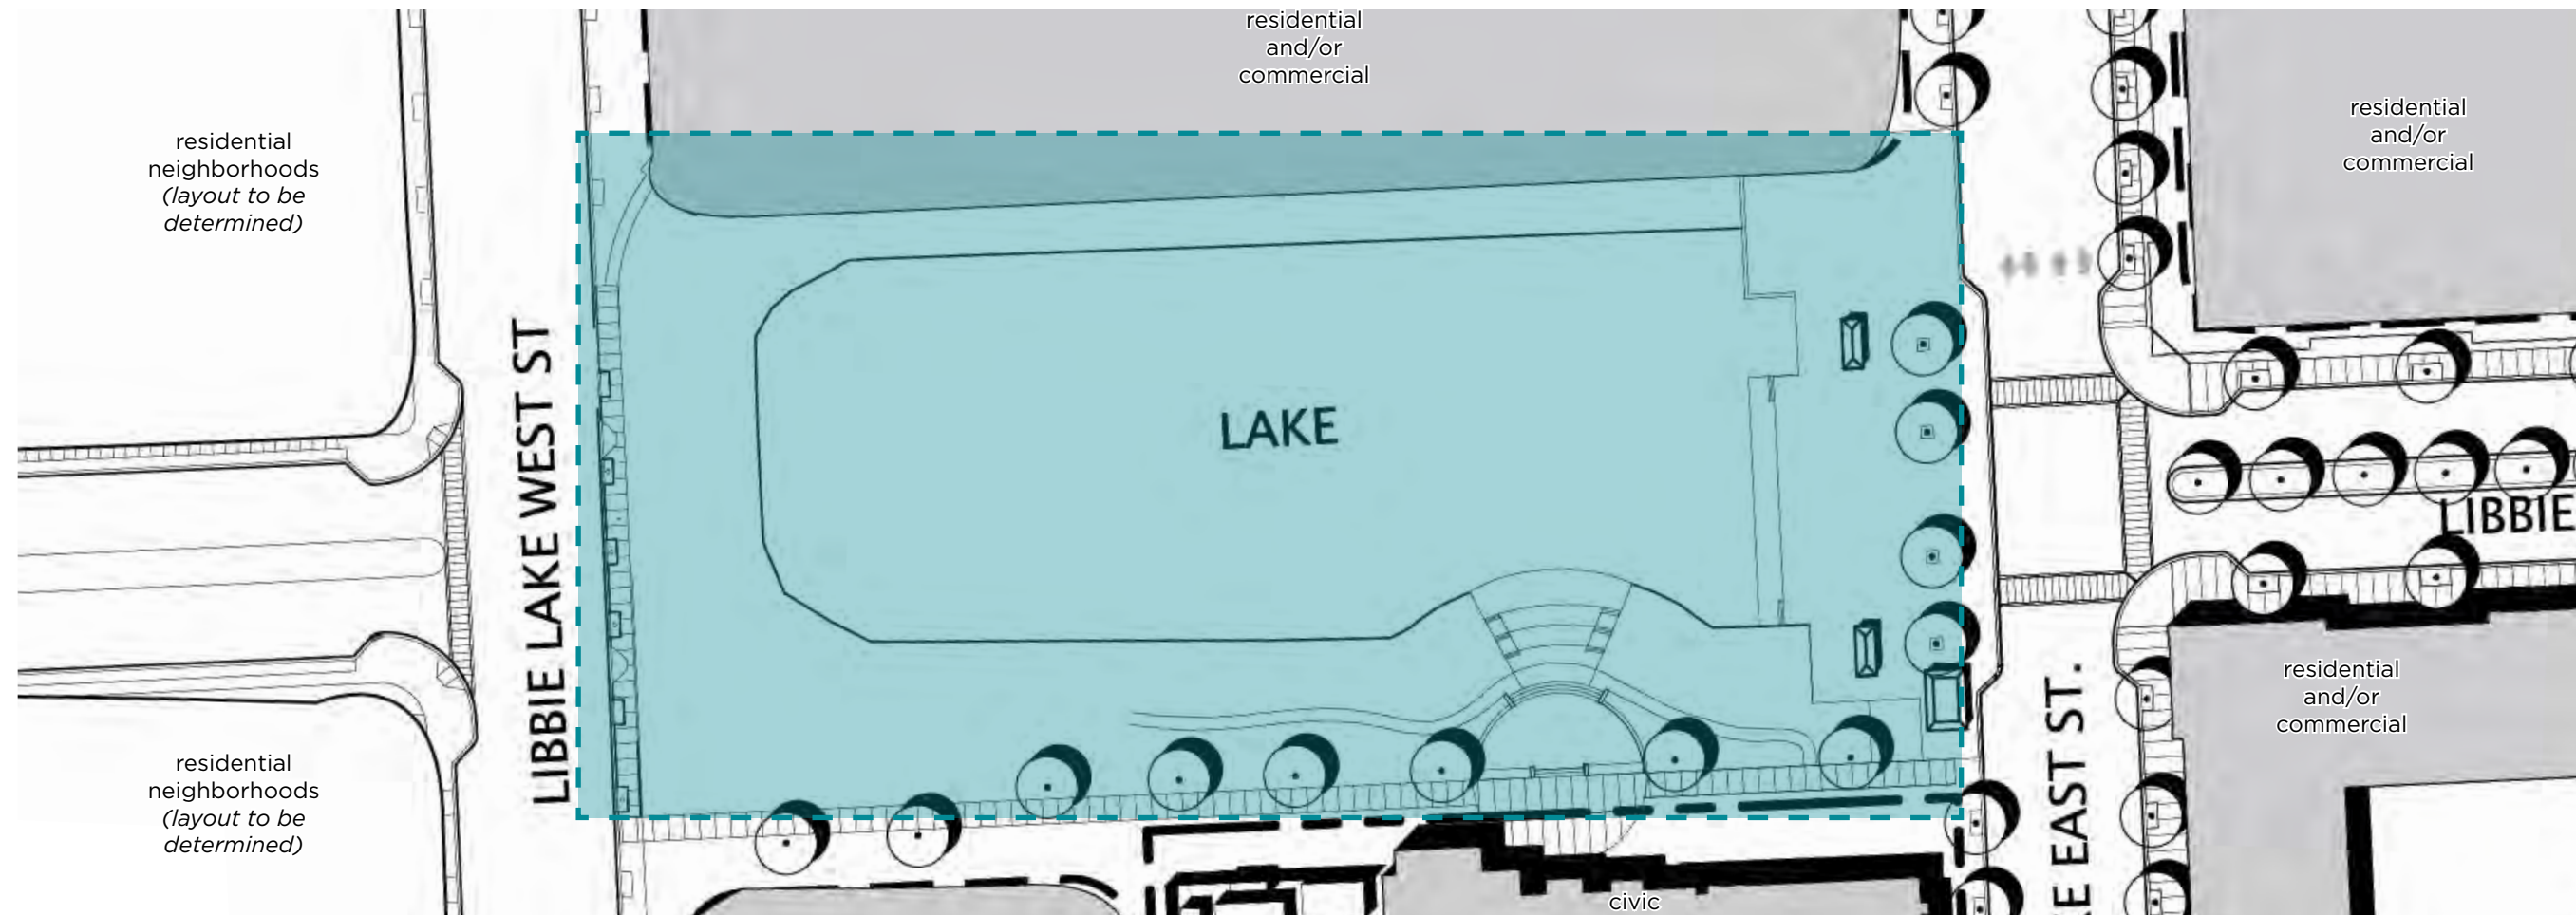 residential
and/or
commercial
residential
neighborhoods
(layout to be
determined)
residential
and/or
commercial
LIBBIE LAKE WEST ST
LAKE
LIBBIE
residential
and/or
commercial
EAST ST.
residential
neighborhoods
(layout to be
determined)
civic